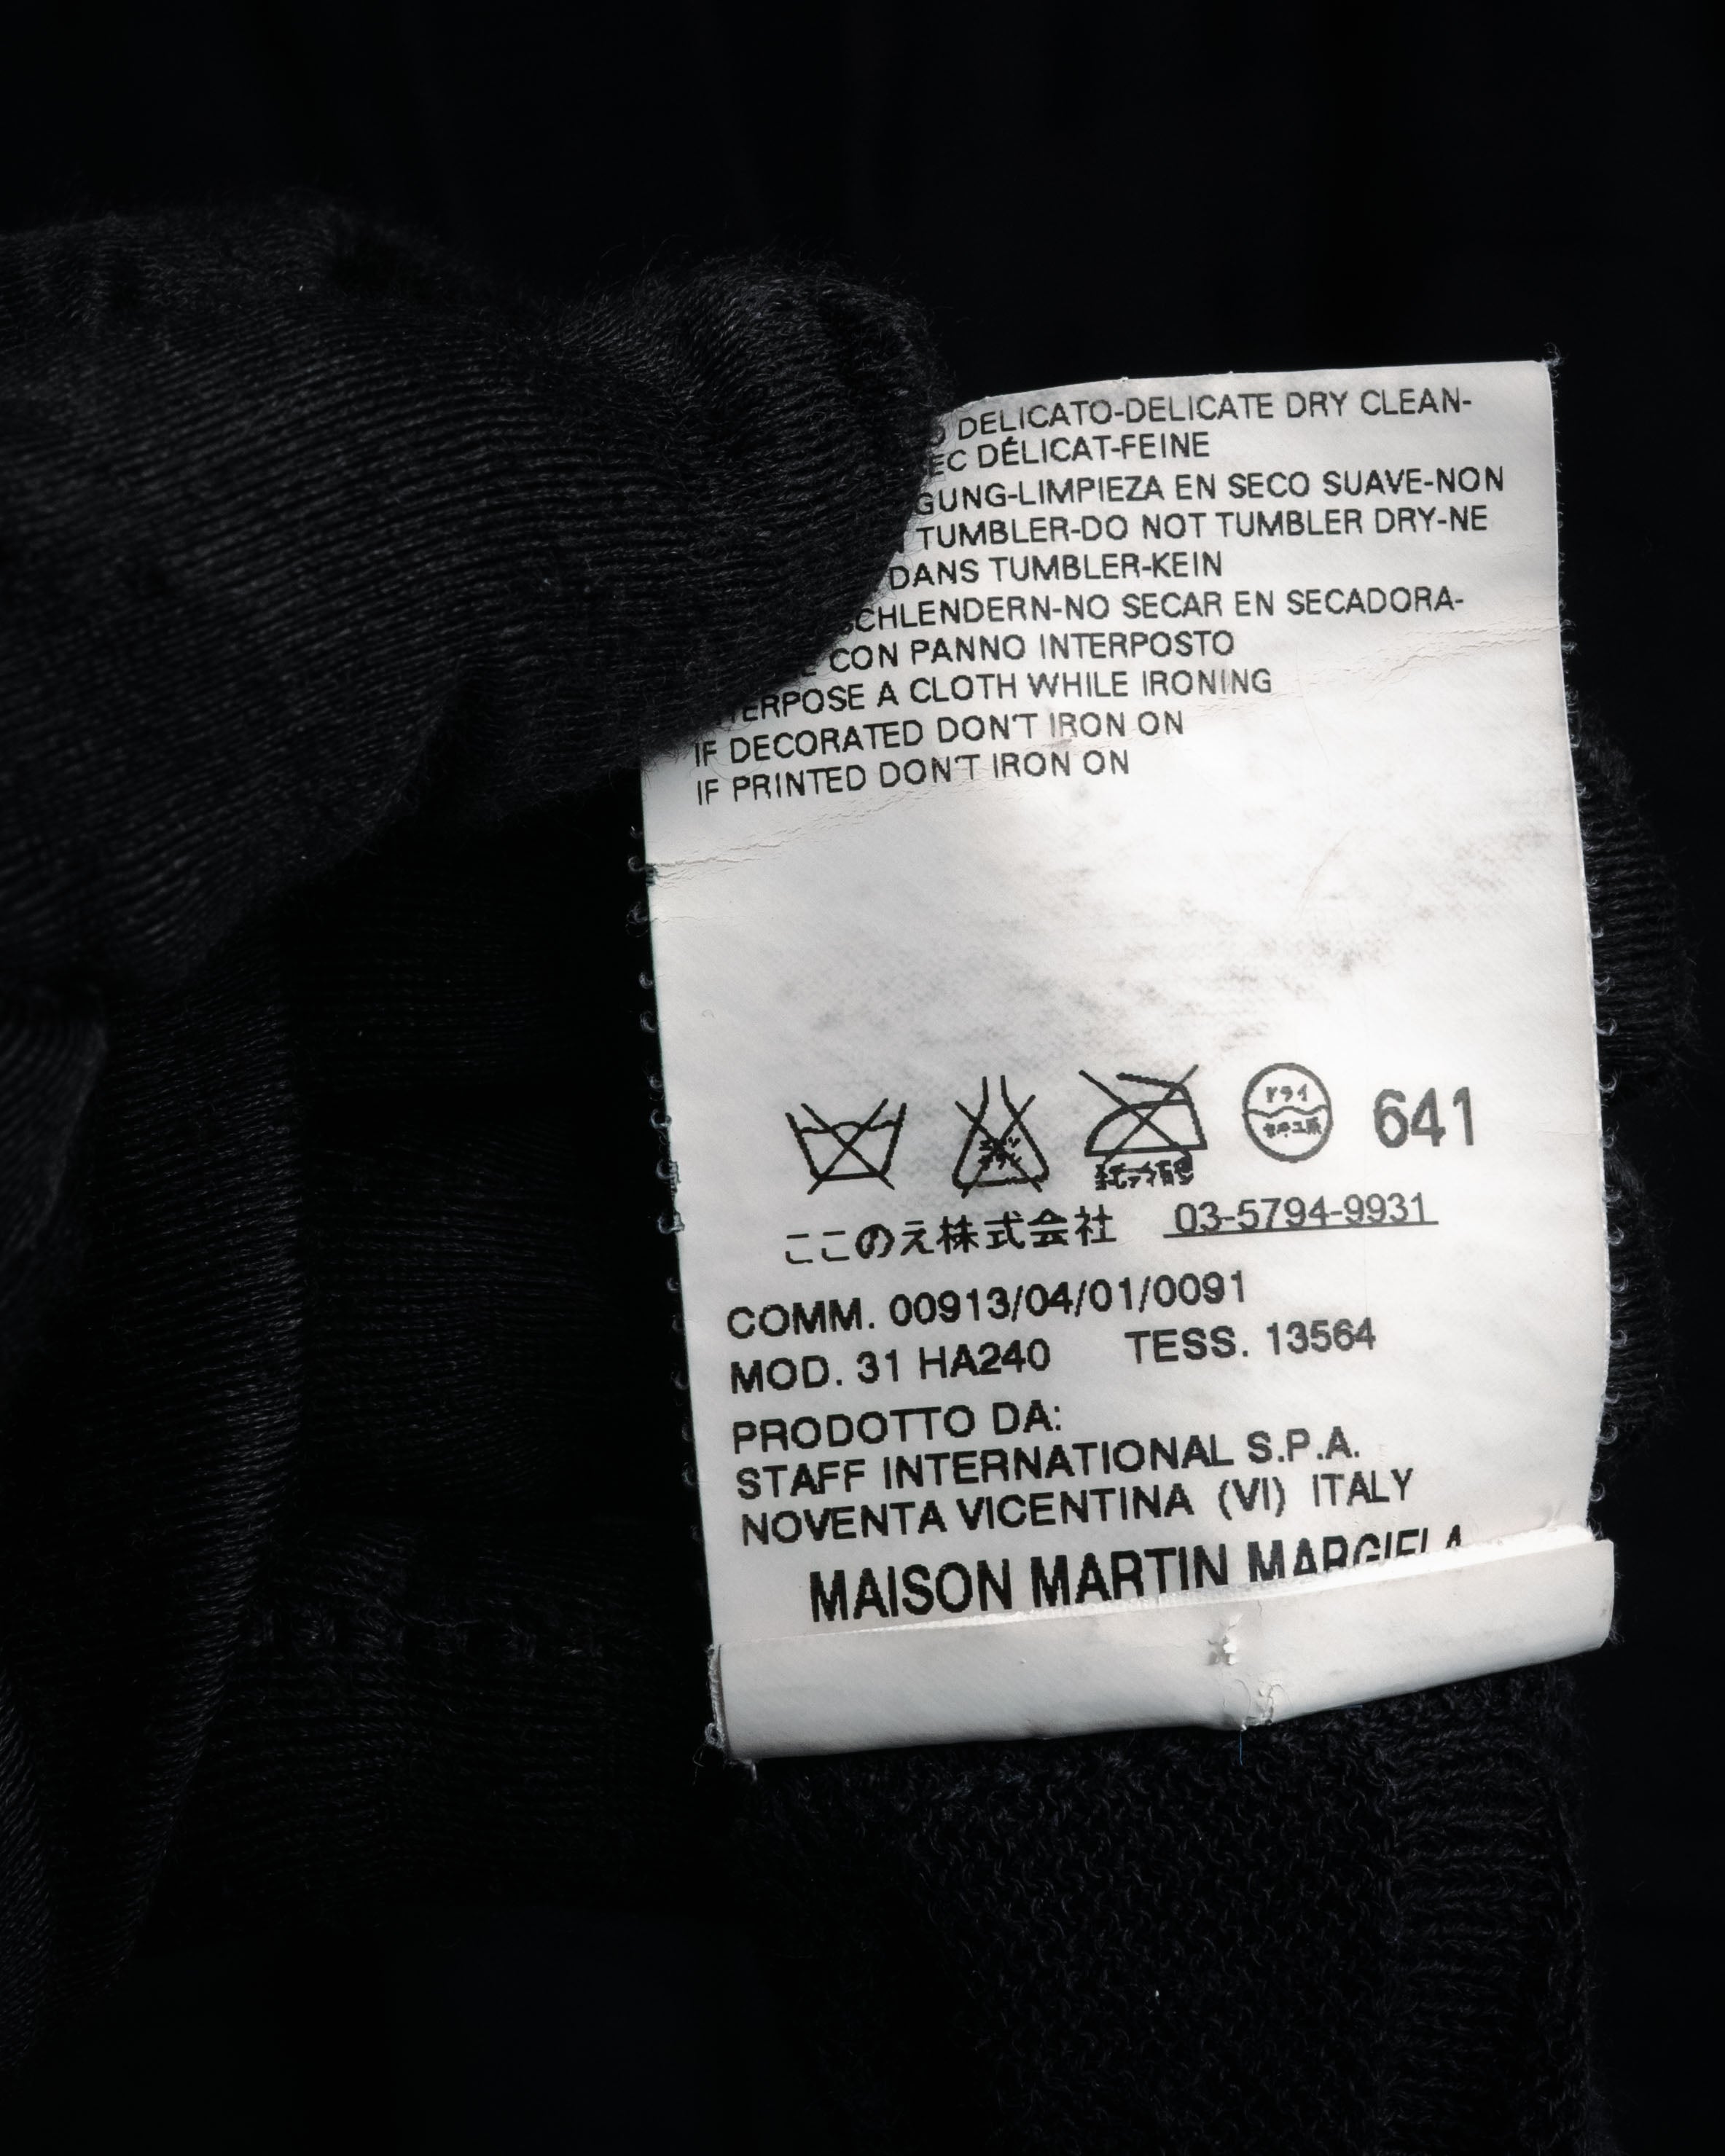 DELICATO-DELICATE DRY CLEAN-
EC DÉLICAT-FEINE
GUNG-LIMPIEZA EN SECO SUAVE-NON
TUMBLER-DO NOT TUMBLER DRY-NE
DANS TUMBLER-KEIN
SCHLENDERN-NO SECAR EN SECADORA-
CON PANNO INTERPOSTO
TERPOSE A CLOTH WHILE IRONING
IF DECORATED DON'T IRON ON
IF PRINTED DON'T IRON ON
ドライ
641
ここのえ株式会社 03-5794-9931
COMM. 00913/04/01/0091
MOD. 31 HA240 TESS. 13564
PRODOTTO DA:
STAFF INTERNATIONAL S.P.A.
NOVENTA VICENTINA (VI) ITALY
MAISON MARTIN MARGIELA